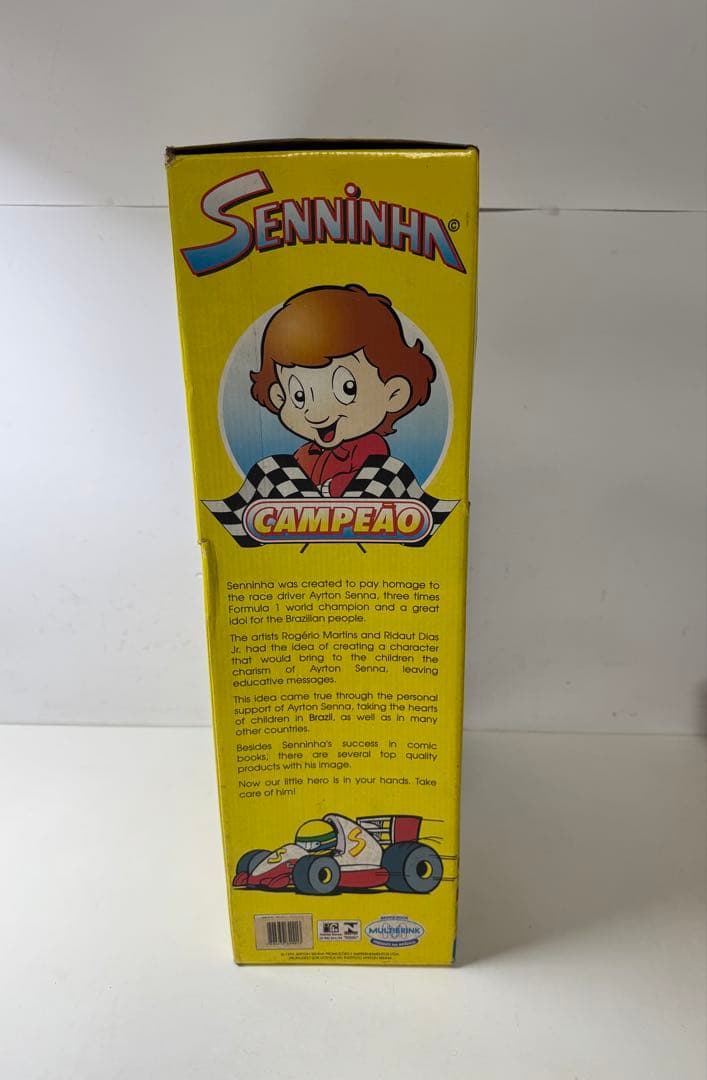 SENNINHA©
CAMPEÃO
Senninha was created to pay homage to
the race driver Ayrton Senna, three times
Formula 1 world champion and a great
idol for the Brazilian people.
The artists Rogério Martins and Ridaut Dias
Jr. had the idea of creating a character
that would bring to the children the
charism of Ayrton Senna, leaving
educative messages.
This idea came true through the personal
support of Ayrton Senna, taking the hearts
of children in Brazil, as well as in many
other countries.
Besides Senninha's success in comic
books, there are several top quality
products with his image.
Now our little hero is in your hands. Take
care of him!
S
S
MULTIBRINK